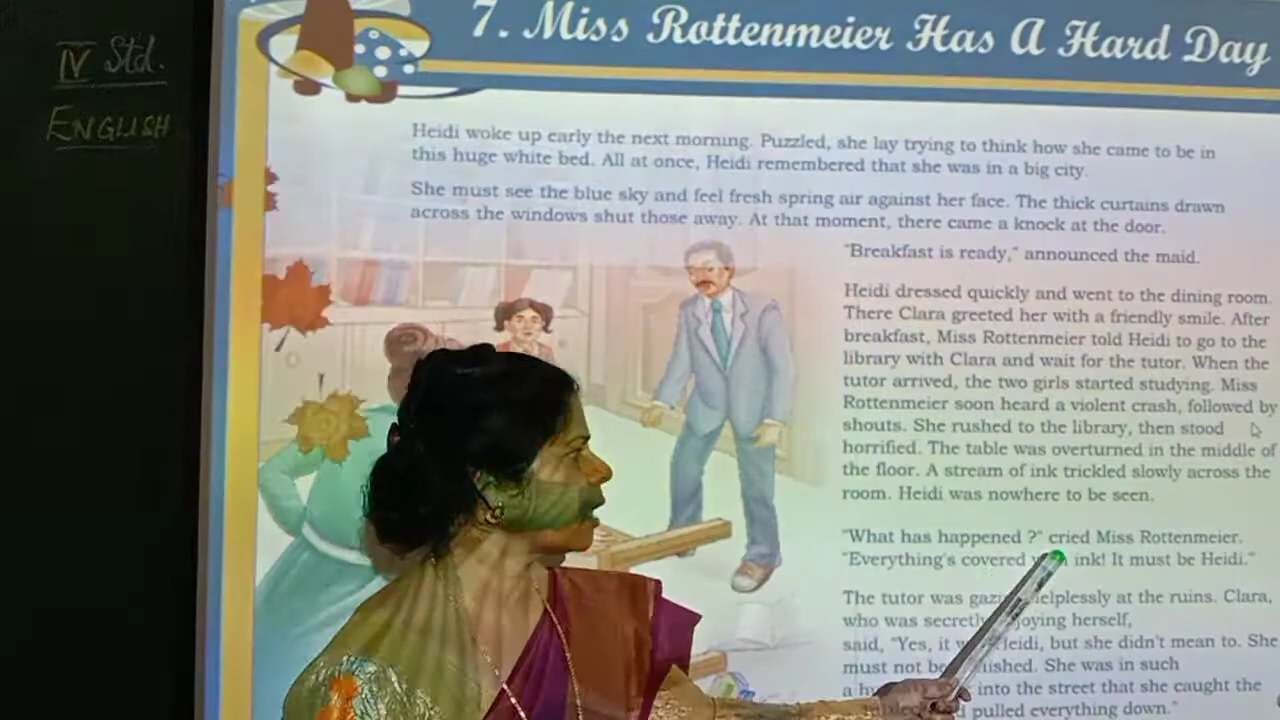 IV Std.
ENGLISH
7. Miss Rottenmeier Has A Hard Day
Heidi woke up early the next morning. Puzzled, she lay trying to think how she came to be in
this huge white bed. All at once, Heidi remembered that she was in a big city.
She must see the blue sky and feel fresh spring air against her face. The thick curtains drawn
across the windows shut those away. At that moment, there came a knock at the door.
"Breakfast is ready," announced the maid.
Heidi dressed quickly and went to the dining room.
There Clara greeted her with a friendly smile. After
breakfast, Miss Rottenmeier told Heidi to go to the
library with Clara and wait for the tutor. When the
tutor arrived, the two girls started studying. Miss
Rottenmeier soon heard a violent crash, followed by
shouts. She rushed to the library, then stood
horrified. The table was overturned in the middle of
the floor. A stream of ink trickled slowly across the
room. Heidi was nowhere to be seen.
"What has happened ?" cried Miss Rottenmeier.
"Everything's covered ink! It must be Heidi."
The tutor was helplessly at the ruins. Clara,
who was secretly herself,
said, "Yes, it Heidi, but she didn't mean to. She
must not be She was in such
a into the street that she caught the
pulled everything down."